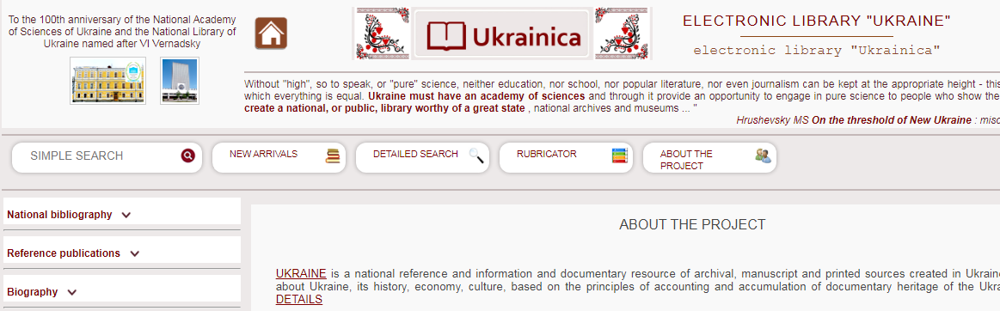 To the 100th anniversary of the National Academy
of Sciences of Ukraine and the National Library of
Ukraine named after VI Vernadsky
Ukrainica
ELECTRONIC LIBRARY "UKRAINE"
electronic library "Ukrainica"
Without "high", so to speak, or "pure" science, neither education, nor school, nor popular literature, nor even journalism can be kept at the appropriate height - this
which everything is equal. Ukraine must have an academy of sciences and through it provide an opportunity to engage in pure science to people who show the
create a national, or public, library worthy of a great state , national archives and museums ... "
Hrushevsky MS On the threshold of New Ukraine : misc
SIMPLE SEARCH
NEW ARRIVALS
DETAILED SEARCH
RUBRICATOR
ABOUT THE
PROJECT
National bibliography
Reference publications
Biography
ABOUT THE PROJECT
UKRAINE is a national reference and information and documentary resource of archival, manuscript and printed sources created in Ukraine
about Ukraine, its history, economy, culture, based on the principles of accounting and accumulation of documentary heritage of the Ukra
DETAILS